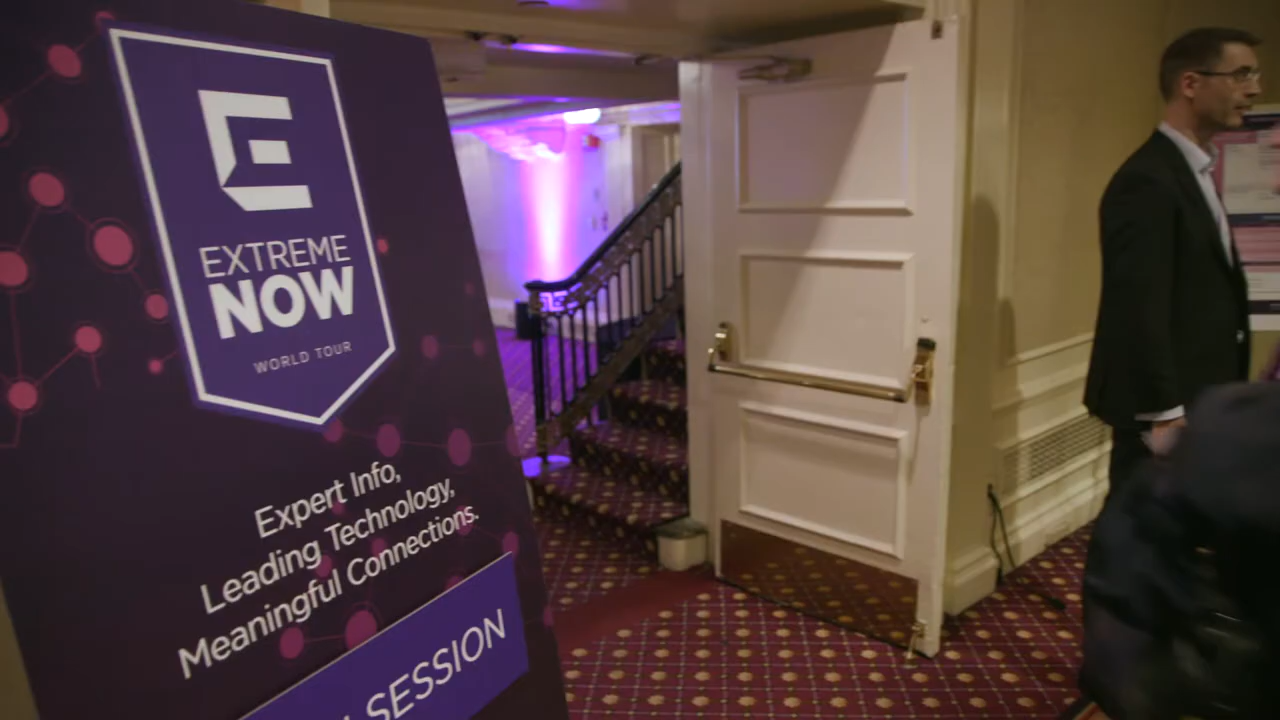 E
EXTREME
NOW
WORLD TOUR
Expert Info,
Leading Technology,
Meaningful Connections.
SESSION